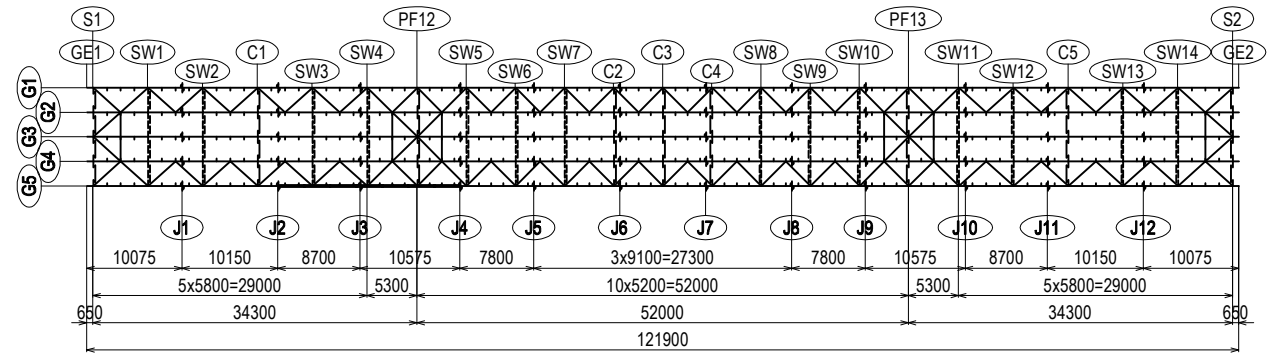 S1 PF12 PF13 S2
GE1 SW1 C1 SW4 SW5 SW7 C3 SW8 SW10 SW11 C5 SW14 GE2
SW2 SW3 SW6 C2 C4 SW9 SW12 SW13
G1
G2
G3
G4
G5
J1 J2 J3 J4 J5 J6 J7 J8 J9 J10 J11 J12
10075 10150 8700 10575 7800 3x9100=27300 7800 10575 8700 10150 10075
5x5800=29000 5300 10x5200=52000 5300 5x5800=29000
650 34300 52000 34300 650
121900